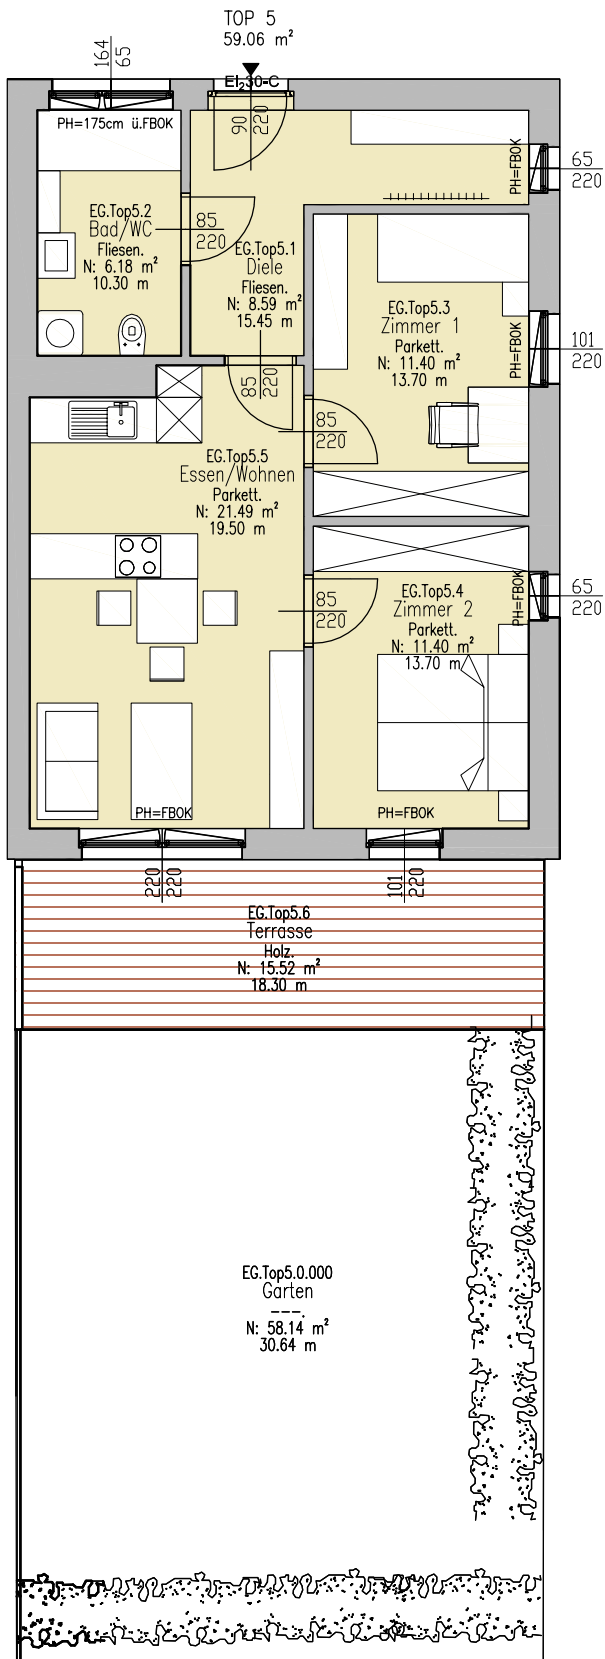 TOP 5
59.06 m²
164
65
EI₂30-C
90
220
PH=175cm ü.FBOK
PH=FBOK
65
220
EG.Top5.2
Bad/WC
Fliesen.
N: 6.18 m²
10.30 m
85
220
EG.Top5.1
Diele
Fliesen.
N: 8.59 m²
15.45 m
EG.Top5.3
Zimmer 1
Parkett.
N: 11.40 m²
13.70 m
PH=FBOK
101
220
85
220
85
220
EG.Top5.5
Essen/Wohnen
Parkett.
N: 21.49 m²
19.50 m
85
220
EG.Top5.4
Zimmer 2
Parkett.
N: 11.40 m²
13.70 m
PH=FBOK
65
220
PH=FBOK
PH=FBOK
220
220
101
220
EG.Top5.6
Terrasse
Holz.
N: 15.52 m²
18.30 m
EG.Top5.0.000
Garten
---.
N: 58.14 m²
30.64 m